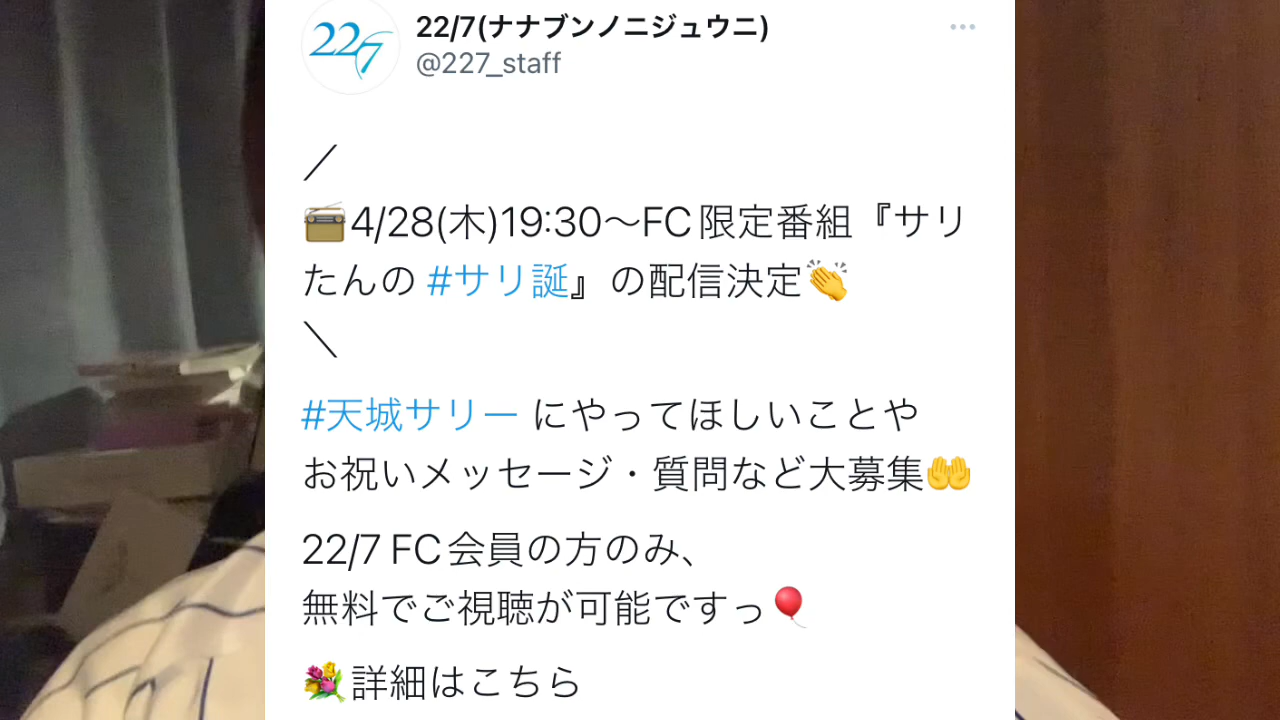 22/7
22/7(ナナブンノニジュウニ)
@227_staff
／
📻4/28(木)19:30〜FC限定番組『サリ
たんの #サリ誕』の配信決定👏
＼
#天城サリー にやってほしいことや
お祝いメッセージ・質問など大募集🤲
22/7 FC会員の方のみ、
無料でご視聴が可能ですっ🎈
💐詳細はこちら